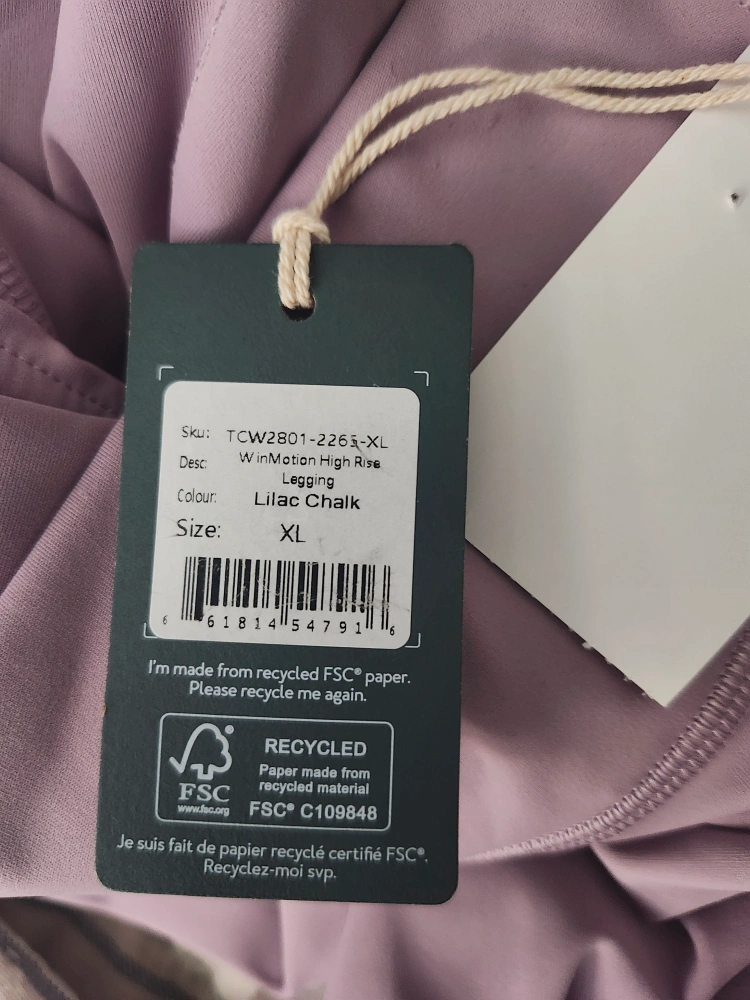 Sku: TCW2801-2265-XL
Desc: WinMotion High Rise
Legging
Colour: Lilac Chalk
Size: XL
6 61814 54791 6
I'm made from recycled FSC® paper.
Please recycle me again.
RECYCLED
Paper made from
recycled material
FSC
www.fsc.org
FSC® C109848
Je suis fait de papier recyclé certifié FSC®.
Recyclez-moi svp.